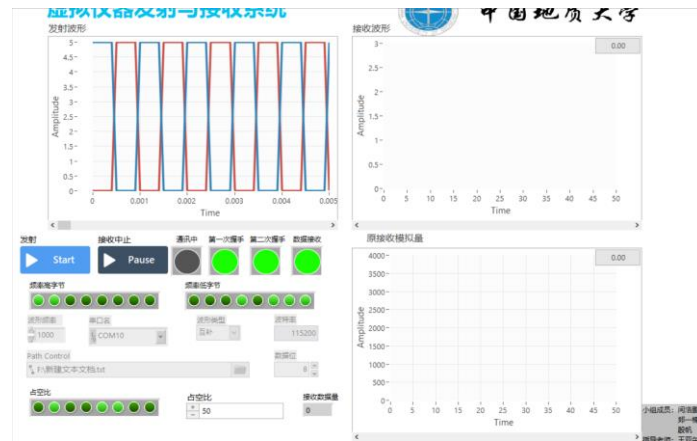 虚拟仪器发射与接收系统
中国地质大学
发射波形
5
4.5
4
3.5
3
2.5
2
1.5
1
0.5
0
Amplitude
0 0.001 0.002 0.003 0.004 0.005
Time
接收波形
0.00
3
2.5
2
1.5
1
0.5
0
Amplitude
0 5 10 15 20 25 30 35 40 45 50
Time
发射 接收中止 通讯中 第一次握手 第二次握手 数据接收
Start Pause
频率高字节 频率低字节
波形频率 串口名 波形类型 波特率
1000 COM10 互补 115200
Path Control 数据位
I:\新建文本文档.txt 8
占空比 占空比 接收数据量
50 0
原接收模拟量
0.00
4000
3500
3000
2500
2000
1500
1000
500
0
Amplitude
0 5 10 15 20 25 30 35 40 45 50
Time
小组成员: